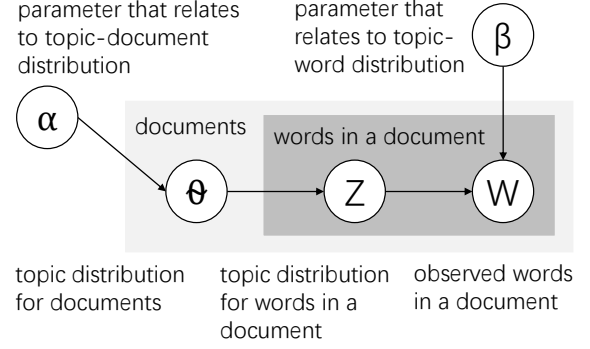 parameter that relates
to topic-document
distribution
parameter that
relates to topic-
word distribution
β
α
documents
words in a document
ϑ
Z
W
topic distribution
for documents
topic distribution
for words in a
document
observed words
in a document